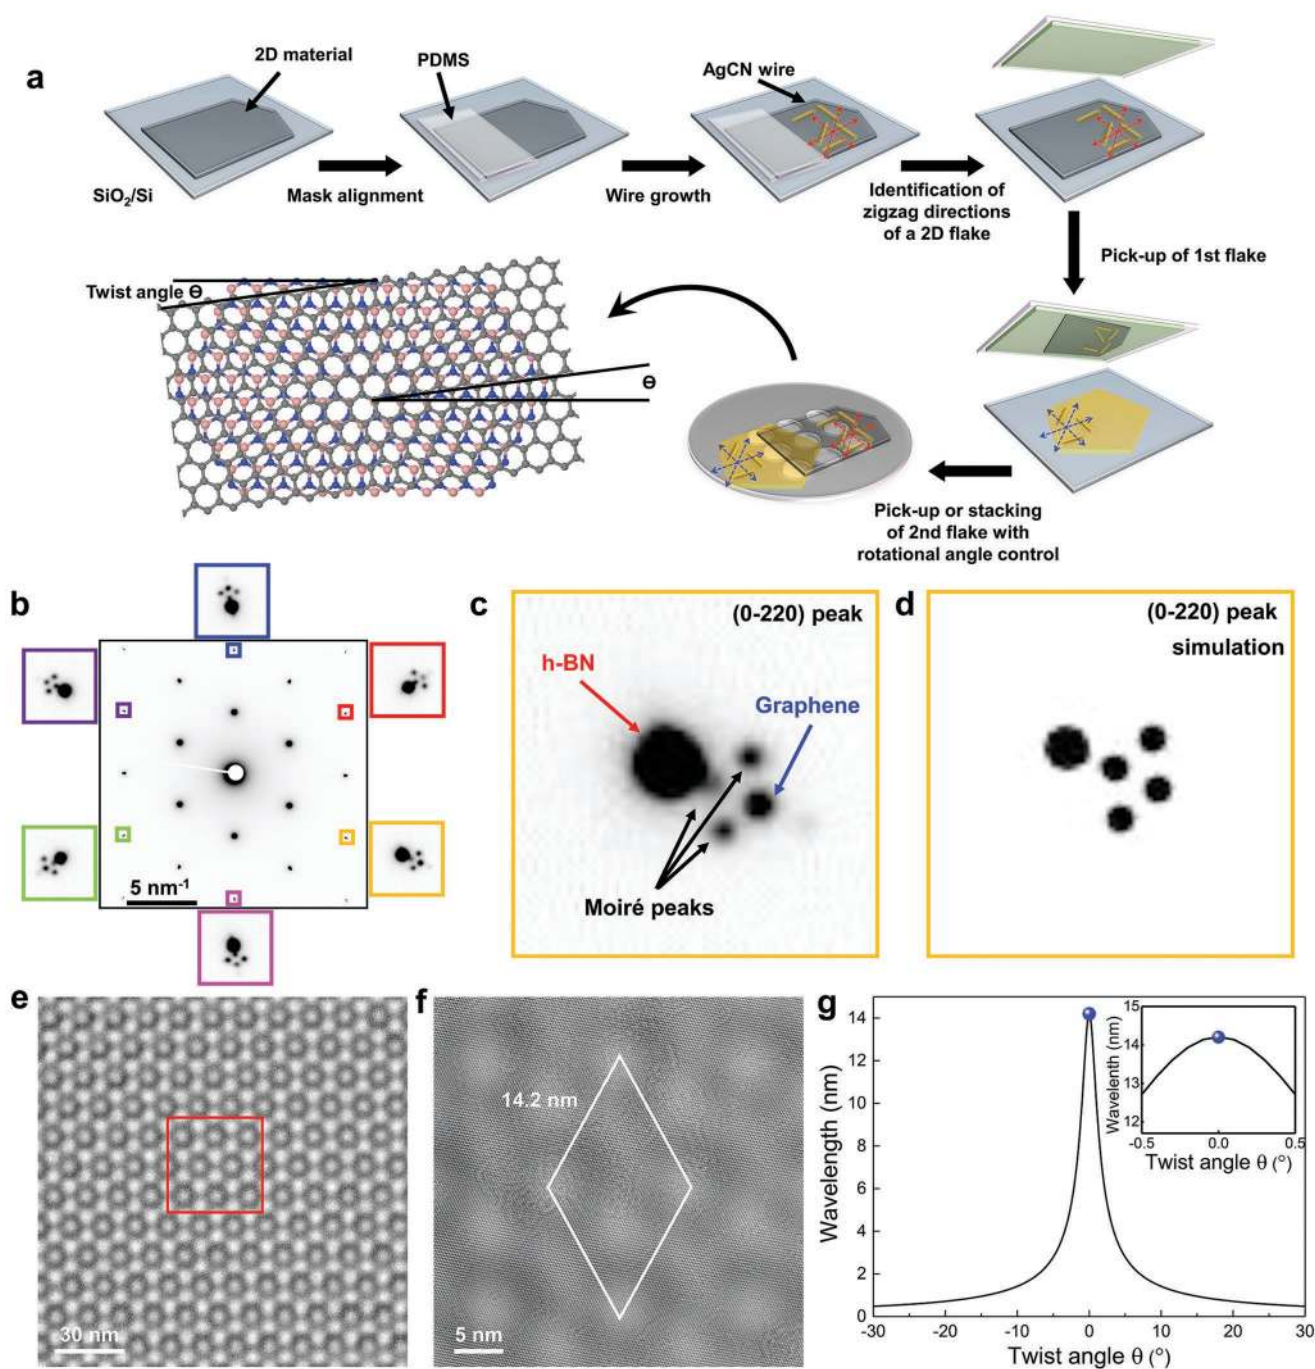 a
2D material
PDMS
AgCN wire
SiO₂/Si
Mask alignment
Wire growth
Identification of
zigzag directions
of a 2D flake
Pick-up of 1st flake
Twist angle Θ
Θ
Pick-up or stacking
of 2nd flake with
rotational angle control
b
5 nm⁻¹
c
(0-220) peak
h-BN
Graphene
Moiré peaks
d
(0-220) peak
simulation
e
30 nm
f
14.2 nm
5 nm
g
Wavelength (nm)
14
12
10
8
6
4
2
0
-30
-20
-10
0
10
20
30
Twist angle θ (°)
Wavelenth (nm)
15
14
13
12
-0.5
0.0
0.5
Twist angle θ (°)